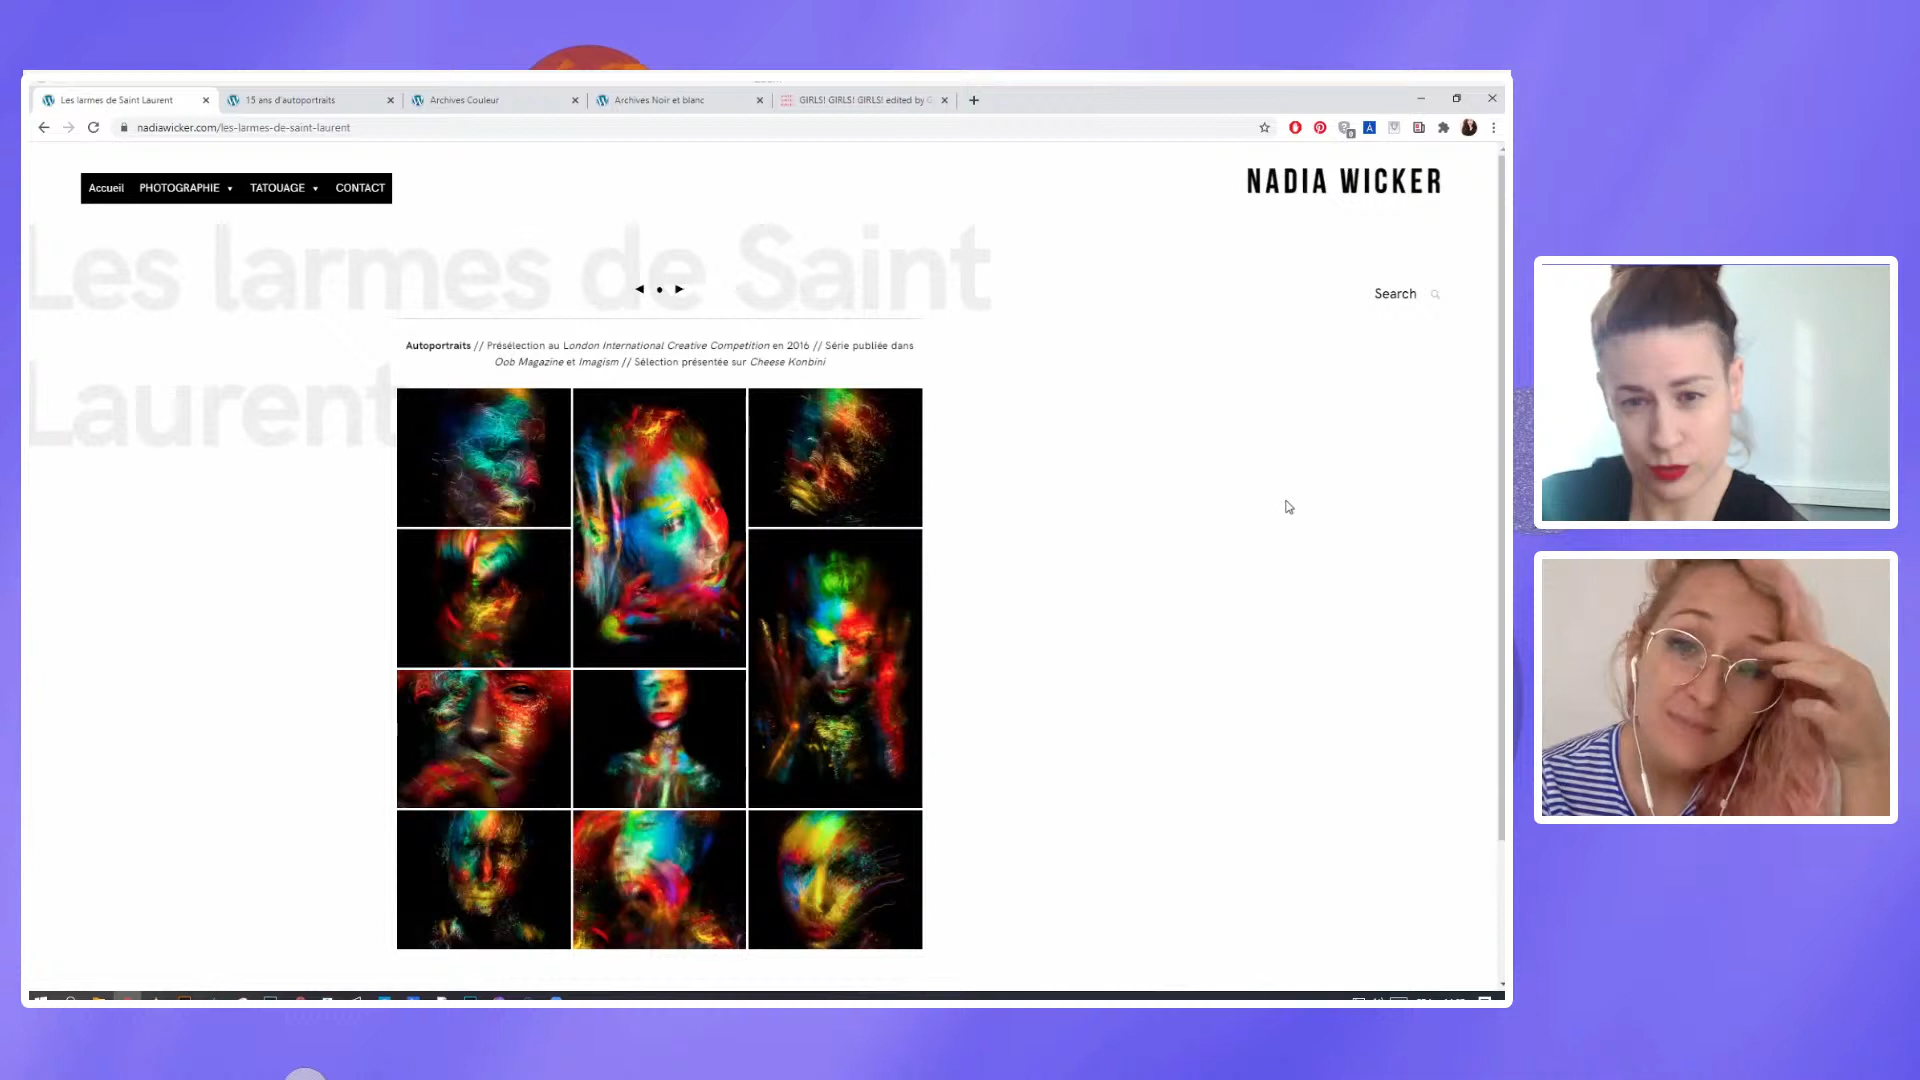 Les larmes de Saint Laurent
15 ans d'autoportraits
Archives Couleur
Archives Noir et blanc
GIRLS! GIRLS! GIRLS! edited by G
nadiawicker.com/les-larmes-de-saint-laurent
Accueil PHOTOGRAPHIE TATOUAGE CONTACT
NADIA WICKER
Les larmes de Saint
Laurent
Search
Autoportraits // Présélection au London International Creative Competition en 2016 // Série publiée dans
Oob Magazine et Imagism // Sélection présentée sur Cheese Konbini